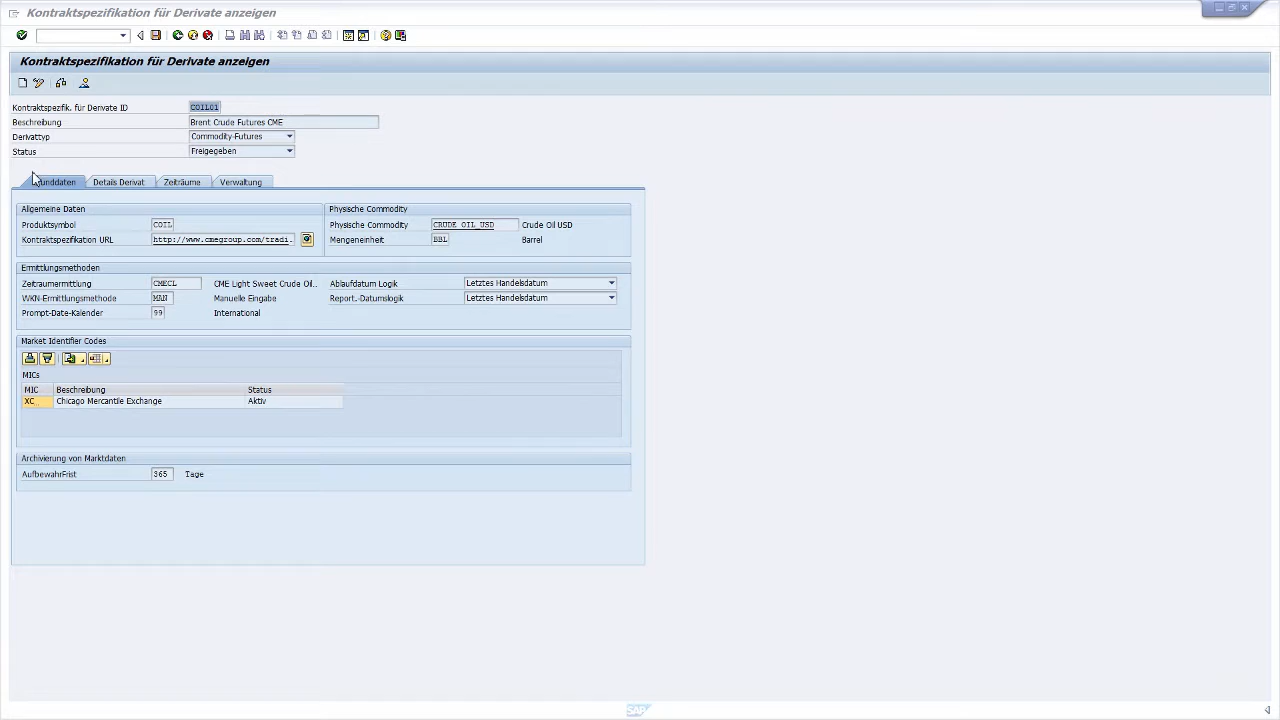 Kontraktspezifikation für Derivate anzeigen
Kontraktspezifikation für Derivate anzeigen
Kontraktspezifik. für Derivate ID COIL01
Beschreibung Brent Crude Futures CME
Derivattyp Commodity-Futures
Status Freigegeben
unddaten Details Derivat Zeiträume Verwaltung
Allgemeine Daten Physische Commodity
Produktsymbol COIL Physische Commodity CRUDE OIL USD Crude Oil USD
Kontraktspezifikation URL http://www.cmegroup.com/tradi. Mengeneinheit BBL Barrel
Ermittlungsmethoden
Zeitraumermittlung CMECL CME Light Sweet Crude Oil.. Ablaufdatum Logik Letztes Handelsdatum
WKN-Ermittlungsmethode MAN Manuelle Eingabe Report.-Datumslogik Letztes Handelsdatum
Prompt-Date-Kalender 99 International
Market Identifier Codes
MICs
MIC Beschreibung Status
XC.. Chicago Mercantile Exchange Aktiv
Archivierung von Marktdaten
AufbewahrFrist 365 Tage
SAP